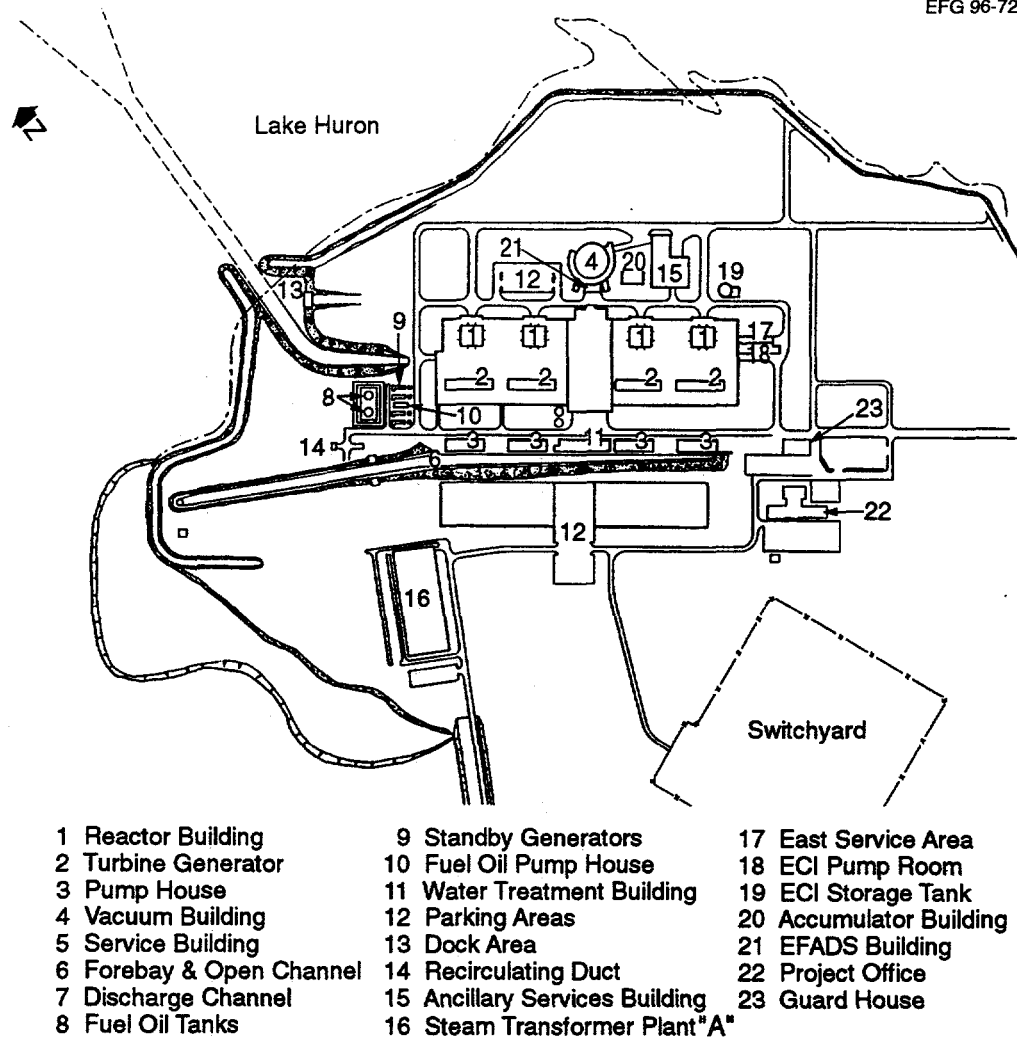 EFG 96-72
N
Lake Huron
21
4
20
15
12
19
13
9
1
1
1
1
17
18
2
2
2
2
8
10
8
23
14
3
3
11
3
3
22
12
16
Switchyard
1 Reactor Building
2 Turbine Generator
3 Pump House
4 Vacuum Building
5 Service Building
6 Forebay & Open Channel
7 Discharge Channel
8 Fuel Oil Tanks
9 Standby Generators
10 Fuel Oil Pump House
11 Water Treatment Building
12 Parking Areas
13 Dock Area
14 Recirculating Duct
15 Ancillary Services Building
16 Steam Transformer Plant"A"
17 East Service Area
18 ECI Pump Room
19 ECI Storage Tank
20 Accumulator Building
21 EFADS Building
22 Project Office
23 Guard House